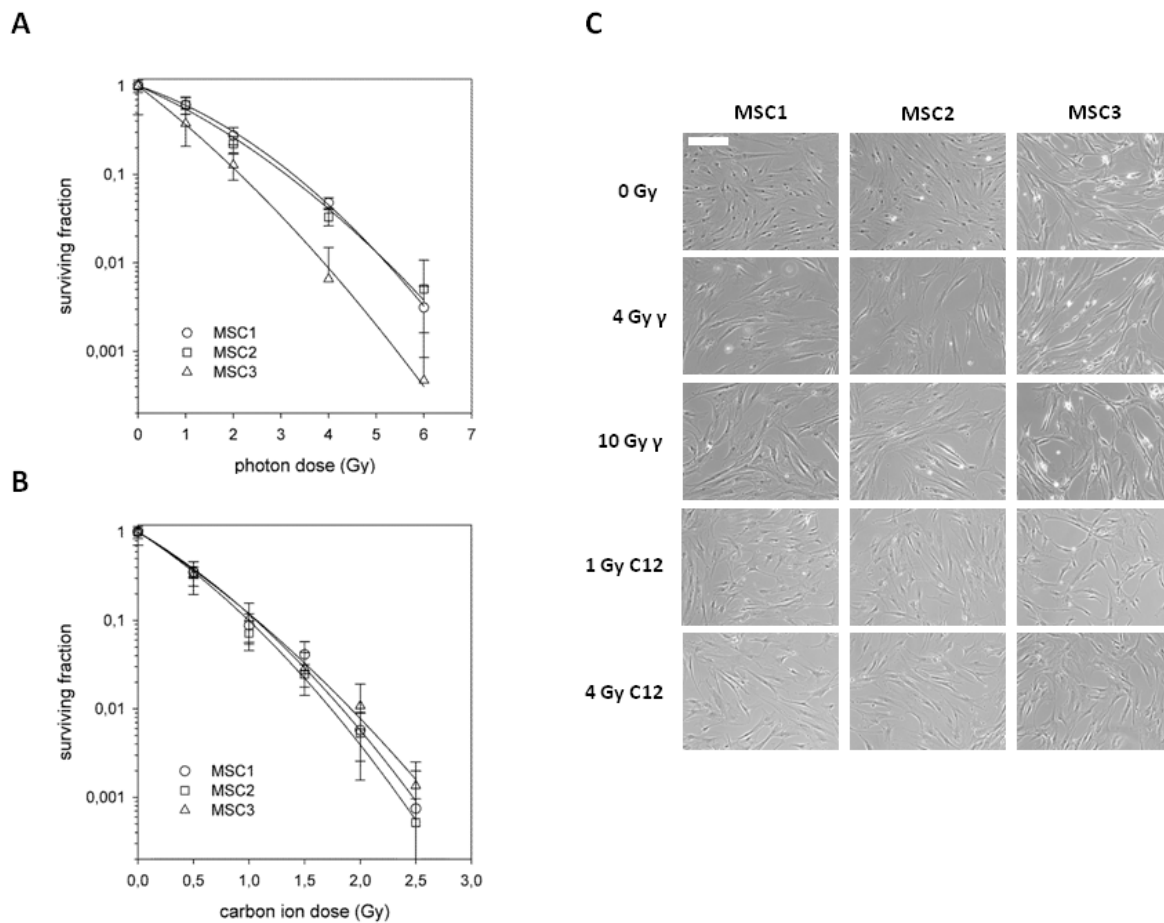 A
1
0,1
0,01
0,001
surviving fraction
MSC1
MSC2
MSC3
0 1 2 3 4 5 6 7
photon dose (Gy)
B
1
0,1
0,01
0,001
surviving fraction
MSC1
MSC2
MSC3
0,0 0,5 1,0 1,5 2,0 2,5 3,0
carbon ion dose (Gy)
C
MSC1 MSC2 MSC3
0 Gy
4 Gy γ
10 Gy γ
1 Gy C12
4 Gy C12